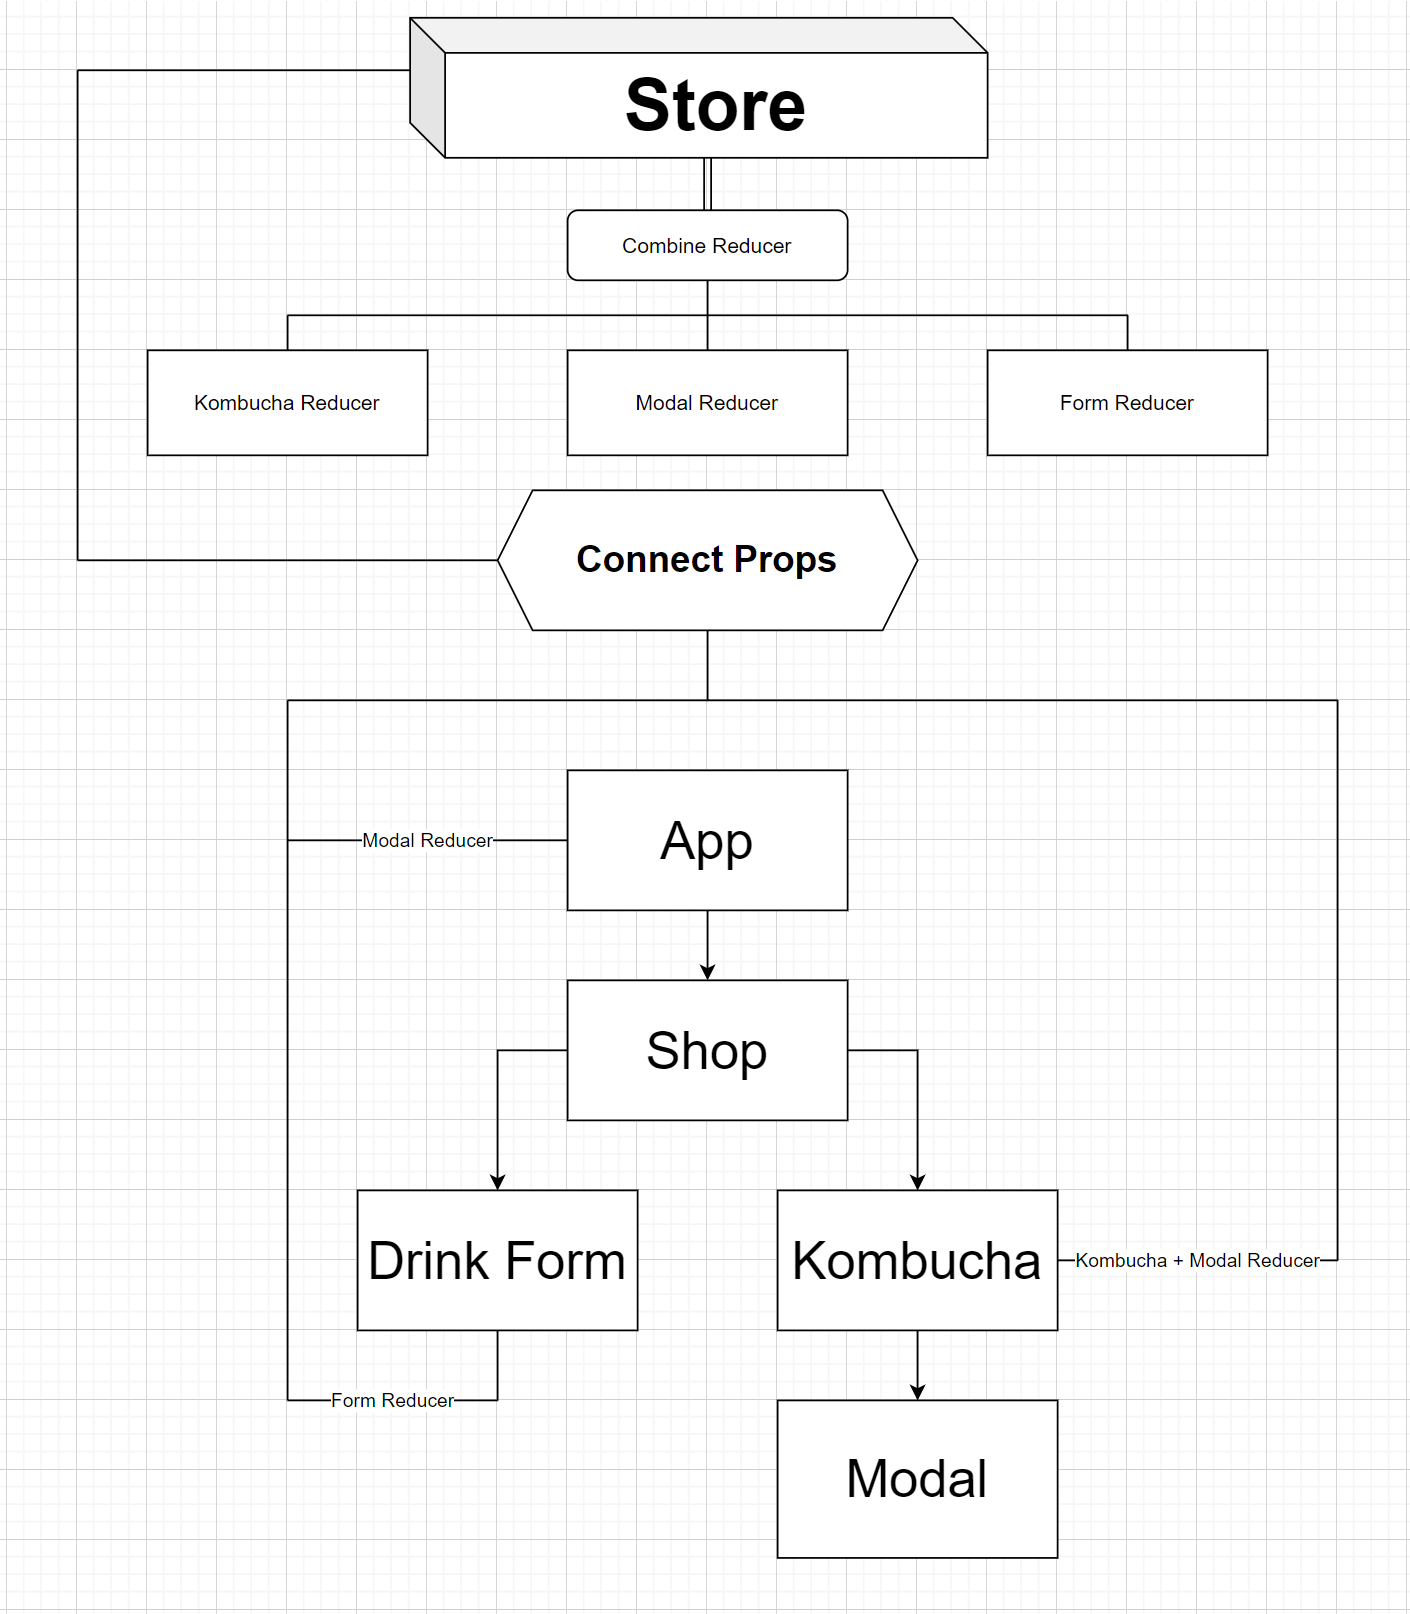 Store
Combine Reducer
Kombucha Reducer
Modal Reducer
Form Reducer
Connect Props
App
Modal Reducer
Shop
Drink Form
Kombucha
Kombucha + Modal Reducer
Form Reducer
Modal